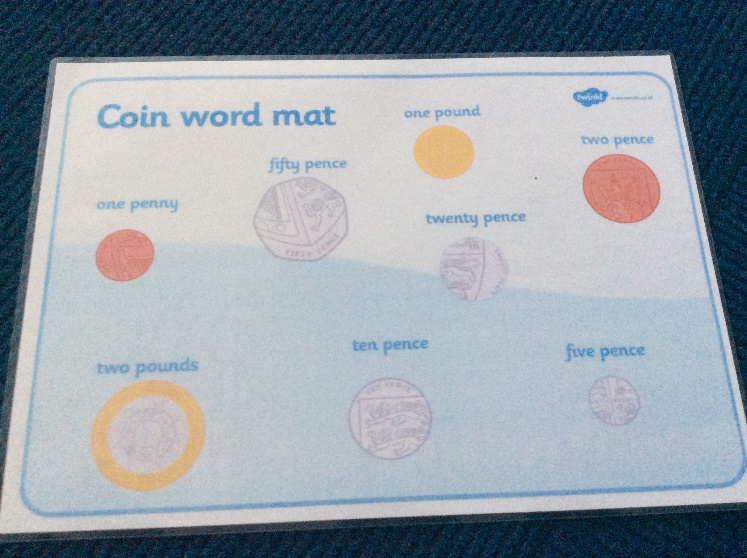 Coin word mat
one pound
twinkl
two pence
fifty pence
one penny
twenty pence
two pounds
ten pence
five pence